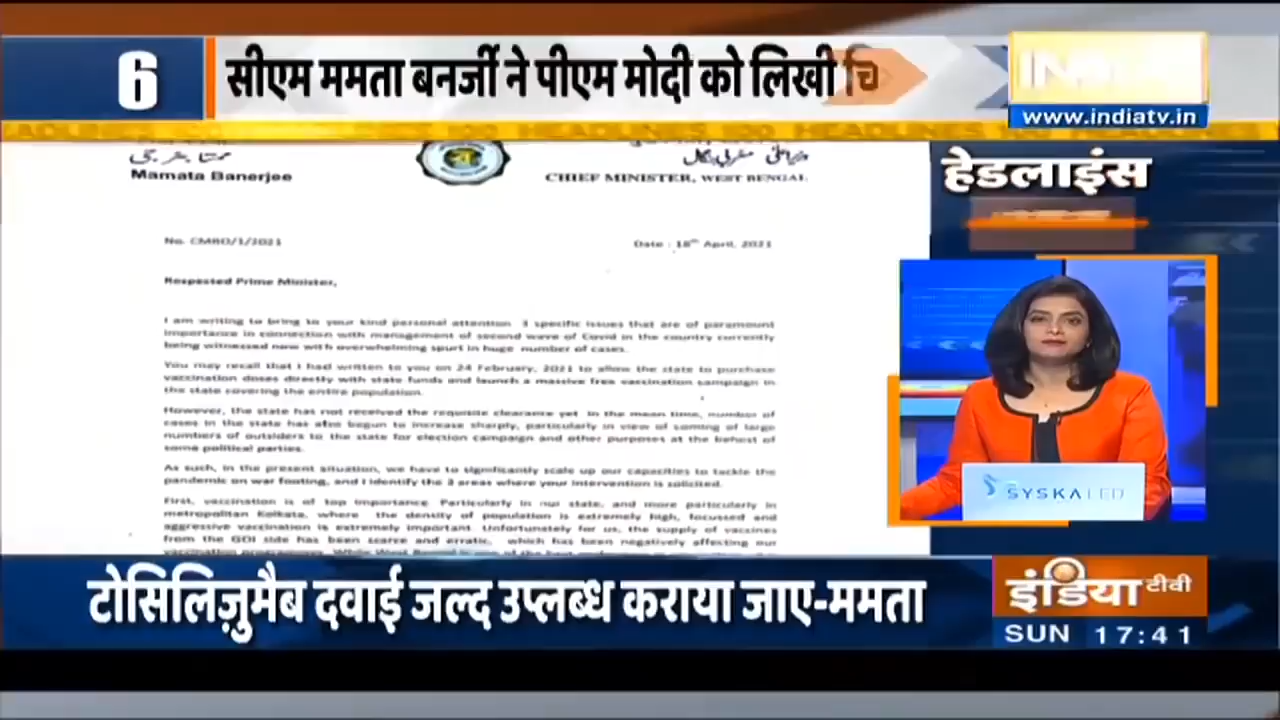 6
सीएम ममता बनर्जी ने पीएम मोदी को लिखी
www.indiatv.in
HEADLINES 100 HEADLINES 100 HEADLINES
हेडलाइंस
Mamata Banerjee
CHIEF MINISTER, WEST BENGAL
No. CMRO/1/2021
Date : 18th April, 2021
Respected Prime Minister,
I am writing to bring to your kind personal attention 3 specific issues that are of paramount
importance in connection with management of second wave of Covid in the country currently
being witnessed now with overwhelming spurt in huge number of cases.
You may recall that I had written to you on 24 February, 2021 to allow the state to purchase
vaccination doses directly with state funds and launch a massive free vaccination campaign in
the state covering the entire population.
However, the state has not received the requisite clearance yet. In the mean time, number of
cases in the state has also begun to increase sharply, particularly in view of coming of large
numbers of outsiders to the state for election campaign and other purposes at the behest of
some political parties.
As such, in the present situation, we have to significantly scale up our capacities to tackle the
pandemic on war footing, and I identify the 3 areas where your intervention is solicited.
First, vaccination is of top importance. Particularly in our state, and more particularly in
metropolitan Kolkata, where the density of population is extremely high, focussed and
aggressive vaccination is extremely important. Unfortunately for us, the supply of vaccines
from the GOI side has been scarce and erratic, which has been negatively affecting our
SYSKA LED
टोसिलिज़ुमैब दवाई जल्द उप्लब्ध कराया जाए-ममता
इंडिया टीवी
SUN 17:41